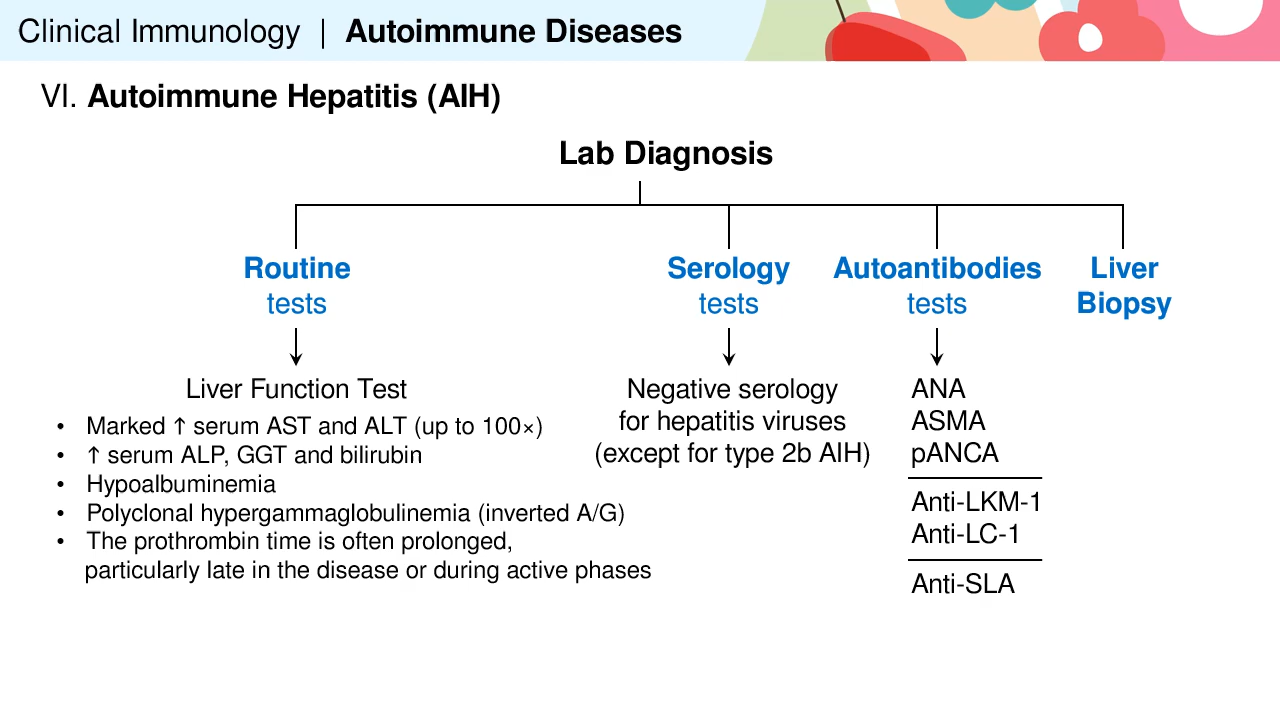 Clinical Immunology | Autoimmune Diseases
VI. Autoimmune Hepatitis (AIH)
Lab Diagnosis
Routine
tests
Liver Function Test
• Marked ↑ serum AST and ALT (up to 100×)
• ↑ serum ALP, GGT and bilirubin
• Hypoalbuminemia
• Polyclonal hypergammaglobulinemia (inverted A/G)
• The prothrombin time is often prolonged,
particularly late in the disease or during active phases
Serology
tests
Negative serology
for hepatitis viruses
(except for type 2b AIH)
Autoantibodies
tests
ANA
ASMA
pANCA
Anti-LKM-1
Anti-LC-1
Anti-SLA
Liver
Biopsy